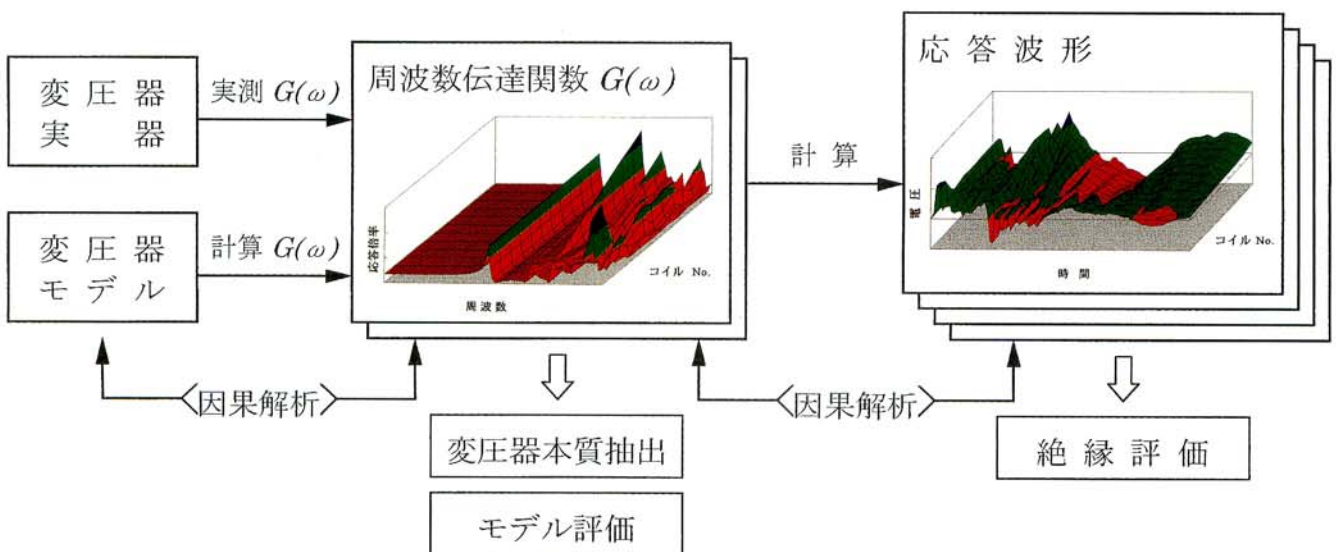 変圧器
実器
変圧器
モデル
実測 G(ω)
計算 G(ω)
周波数伝達関数 G(ω)
応答倍率
コイル No.
周波数
計算
応答波形
電圧
コイル No.
時間
〈因果解析〉
〈因果解析〉
変圧器本質抽出
モデル評価
絶縁評価